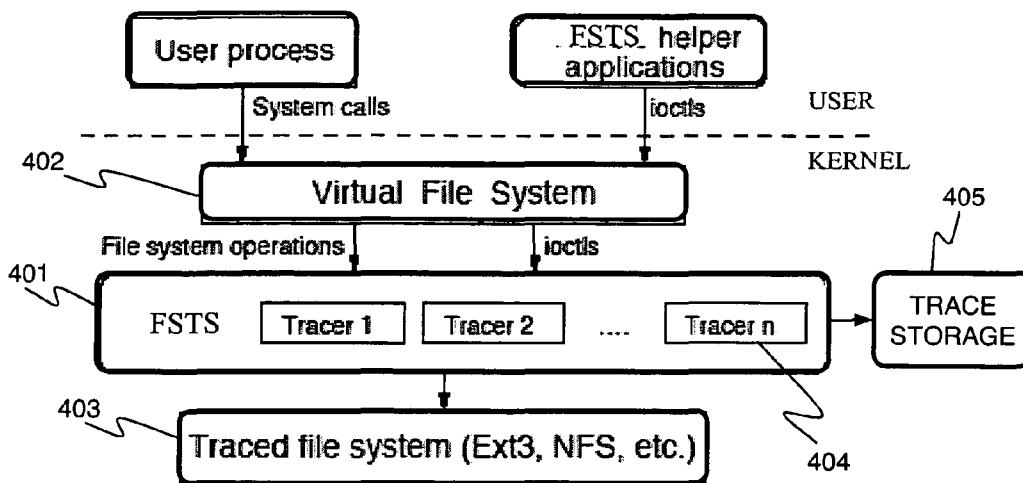 User process
FSTS helper
applications
System calls
ioctls
USER
KERNEL
402
Virtual File System
405
File system operations
ioctls
401
FSTS
Tracer 1
Tracer 2
....
Tracer n
TRACE
STORAGE
403
Traced file system (Ext3, NFS, etc.)
404